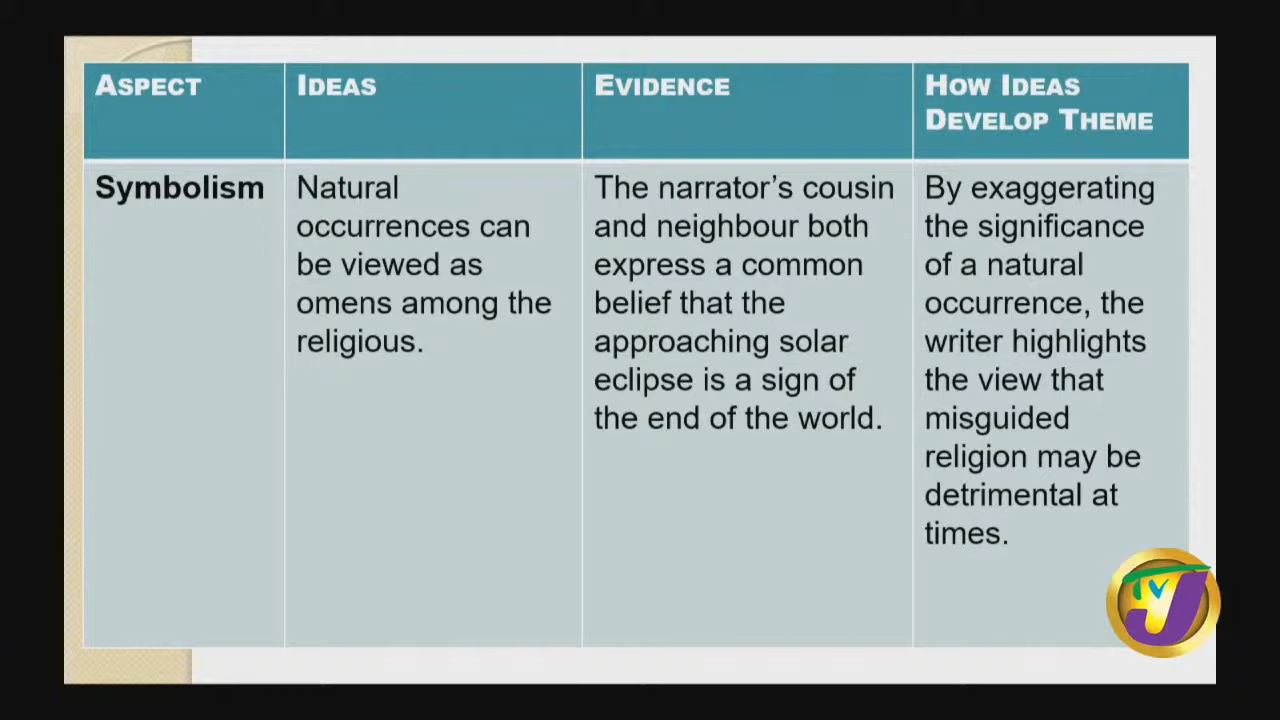 ASPECT
IDEAS
EVIDENCE
HOW IDEAS
DEVELOP THEME
Symbolism
Natural
occurrences can
be viewed as
omens among the
religious.
The narrator’s cousin
and neighbour both
express a common
belief that the
approaching solar
eclipse is a sign of
the end of the world.
By exaggerating
the significance
of a natural
occurrence, the
writer highlights
the view that
misguided
religion may be
detrimental at
times.
TVJ